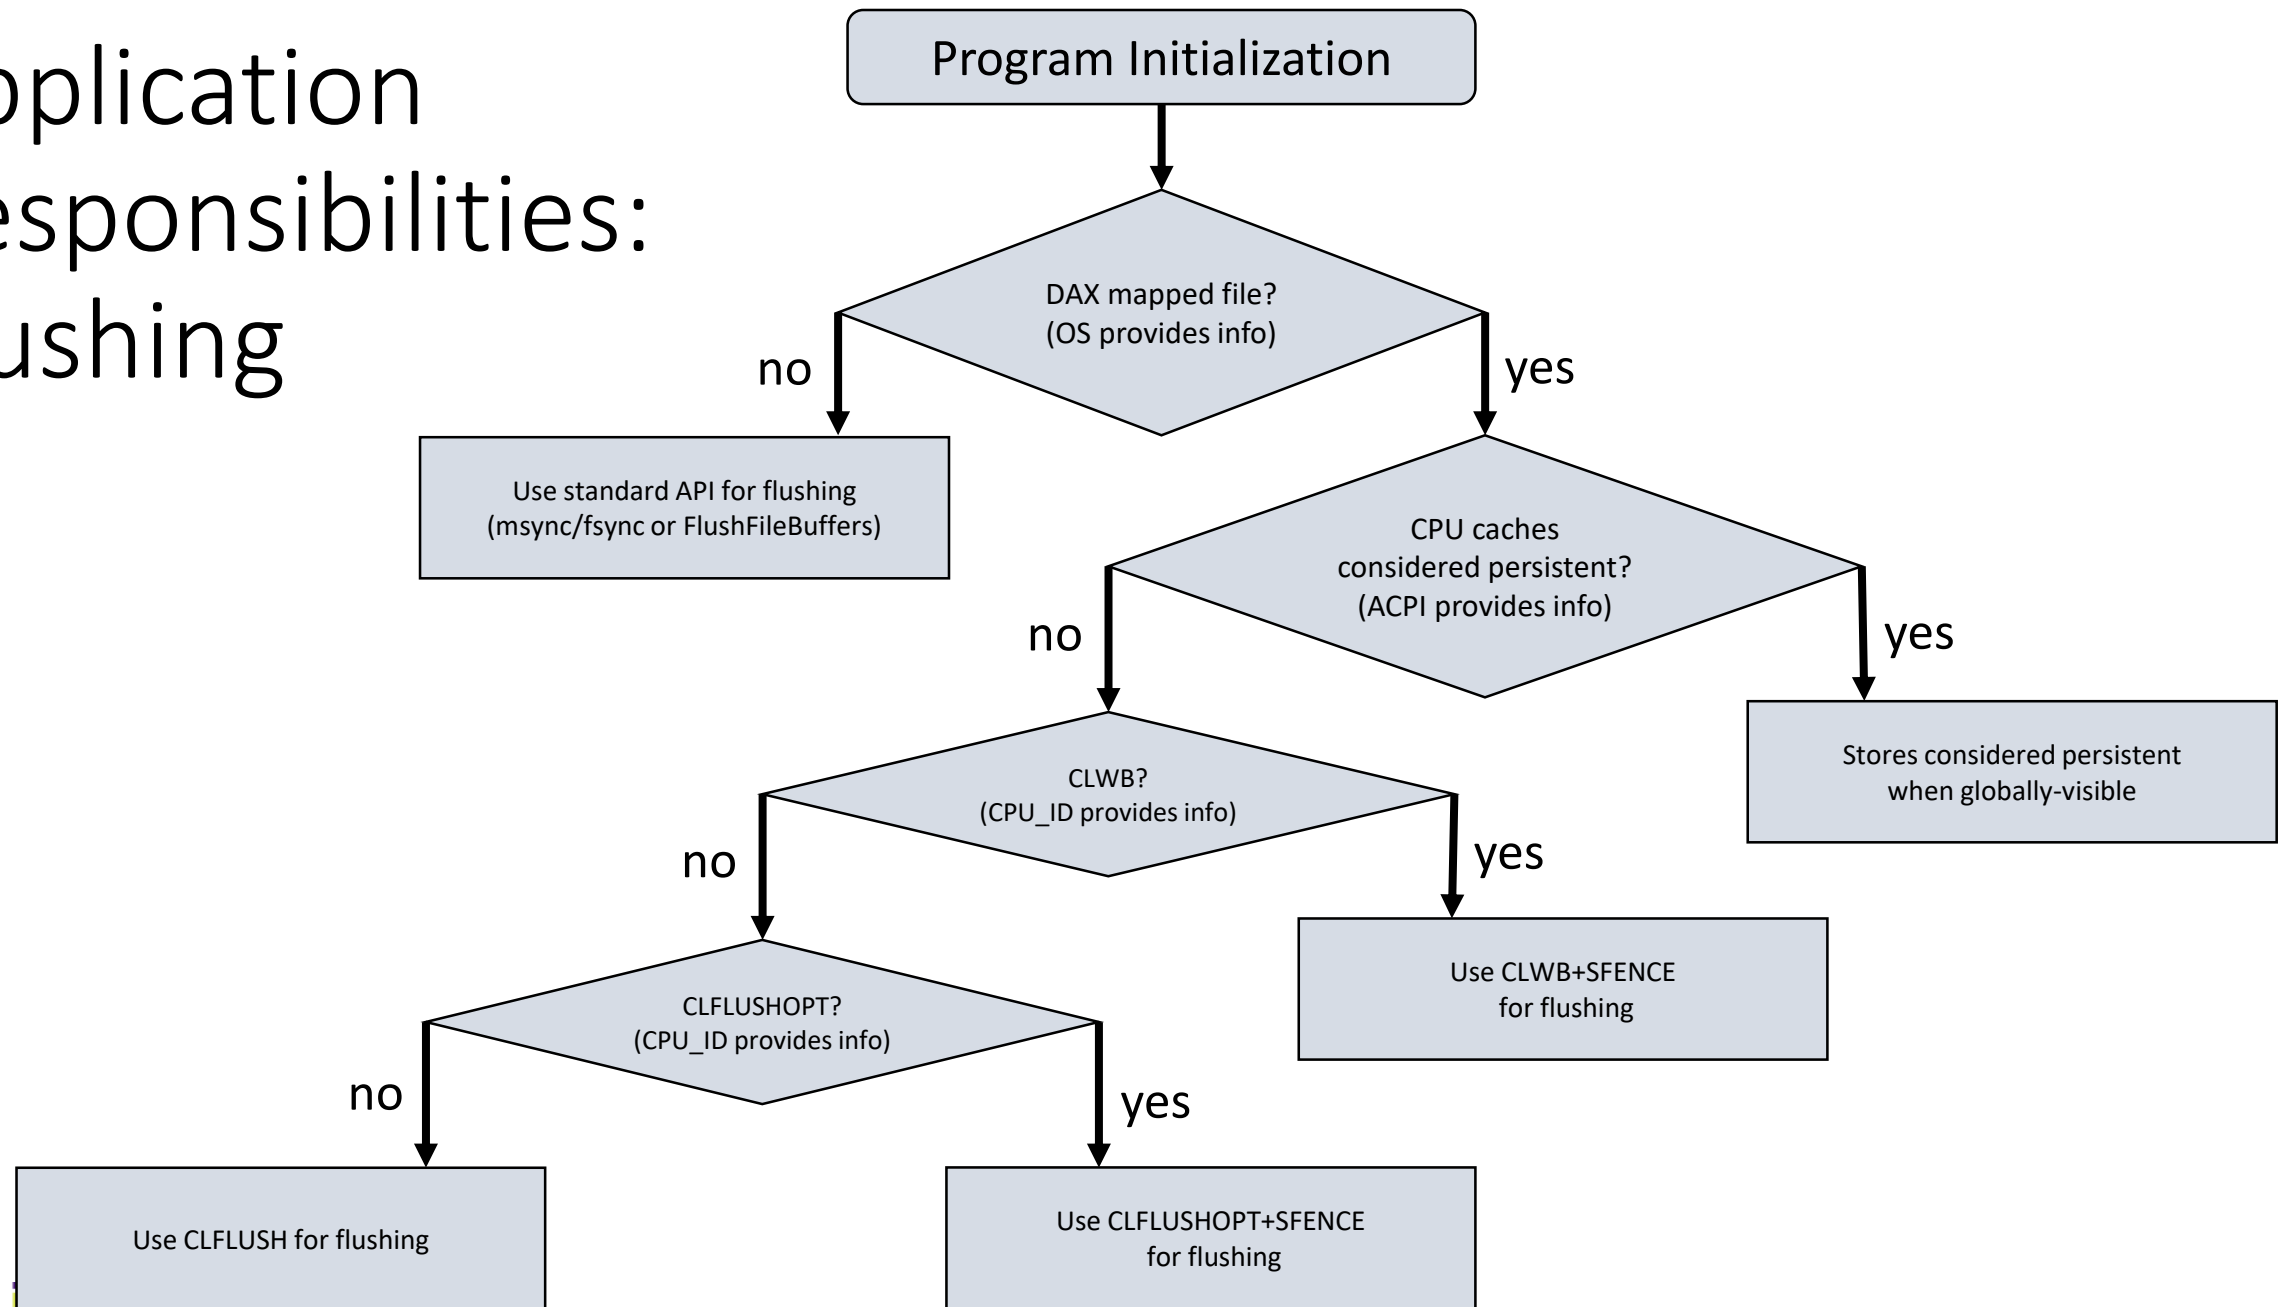 pplication
esponsibilities:
ushing
Program Initialization
DAX mapped file?
(OS provides info)
no
yes
Use standard API for flushing
(msync/fsync or FlushFileBuffers)
CPU caches
considered persistent?
(ACPI provides info)
no
yes
Stores considered persistent
when globally-visible
CLWB?
(CPU_ID provides info)
no
yes
Use CLWB+SFENCE
for flushing
CLFLUSHOPT?
(CPU_ID provides info)
no
yes
Use CLFLUSH for flushing
Use CLFLUSHOPT+SFENCE
for flushing